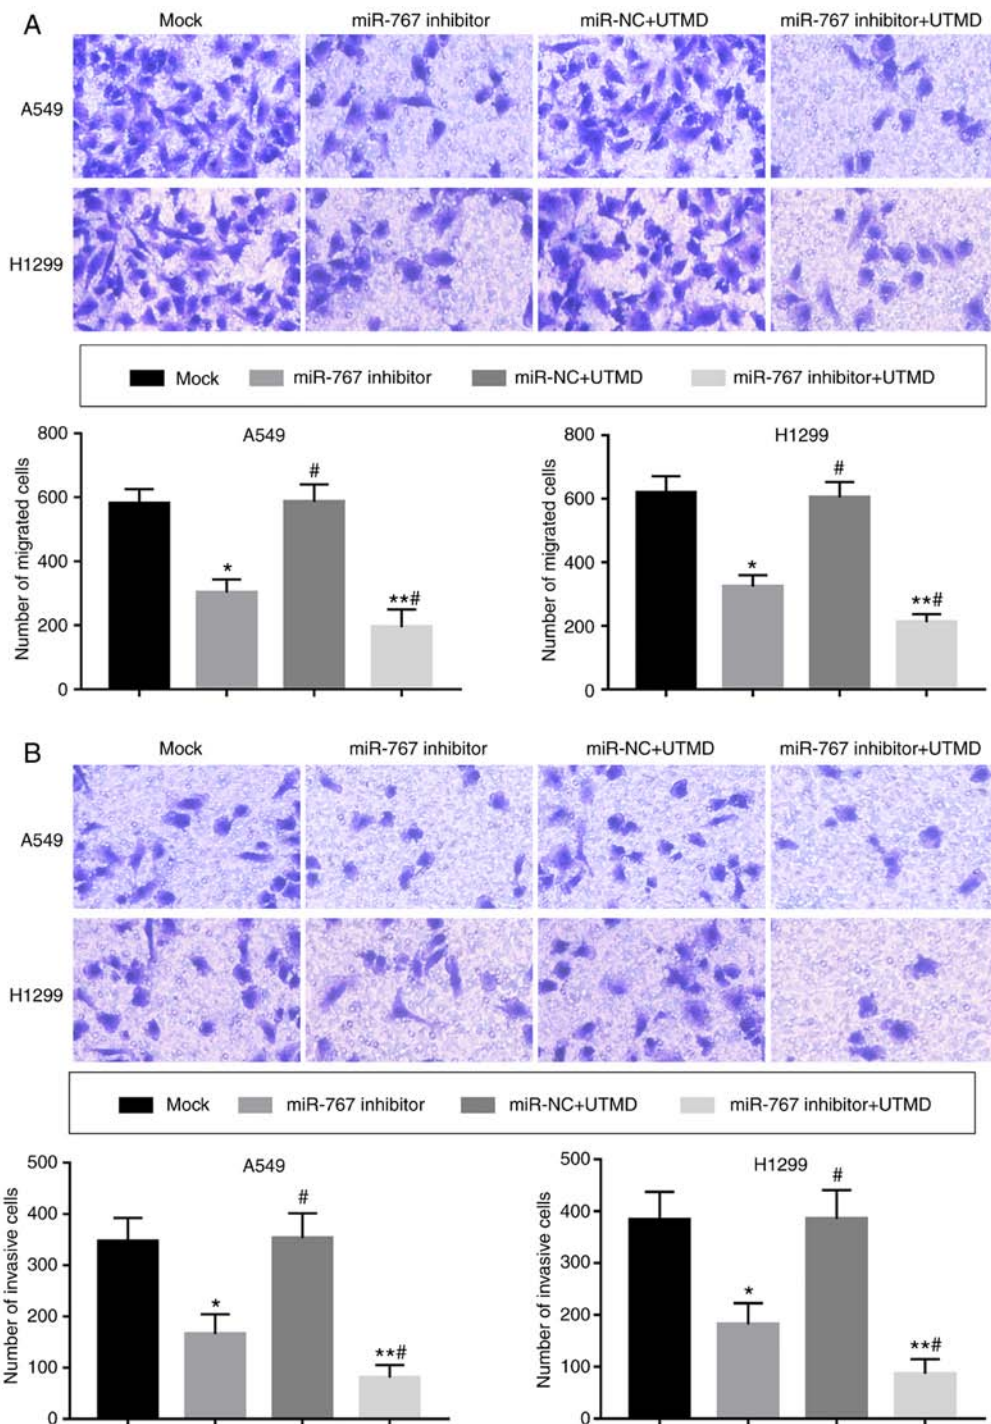 A
Mock miR-767 inhibitor miR-NC+UTMD miR-767 inhibitor+UTMD
A549
H1299
Mock miR-767 inhibitor miR-NC+UTMD miR-767 inhibitor+UTMD
A549
Number of migrated cells
800
600
400
200
0
*
#
**#
H1299
Number of migrated cells
800
600
400
200
0
*
#
**#
B
Mock miR-767 inhibitor miR-NC+UTMD miR-767 inhibitor+UTMD
A549
H1299
Mock miR-767 inhibitor miR-NC+UTMD miR-767 inhibitor+UTMD
A549
Number of invasive cells
500
400
300
200
100
0
*
#
**#
H1299
Number of invasive cells
500
400
300
200
100
0
*
#
**#